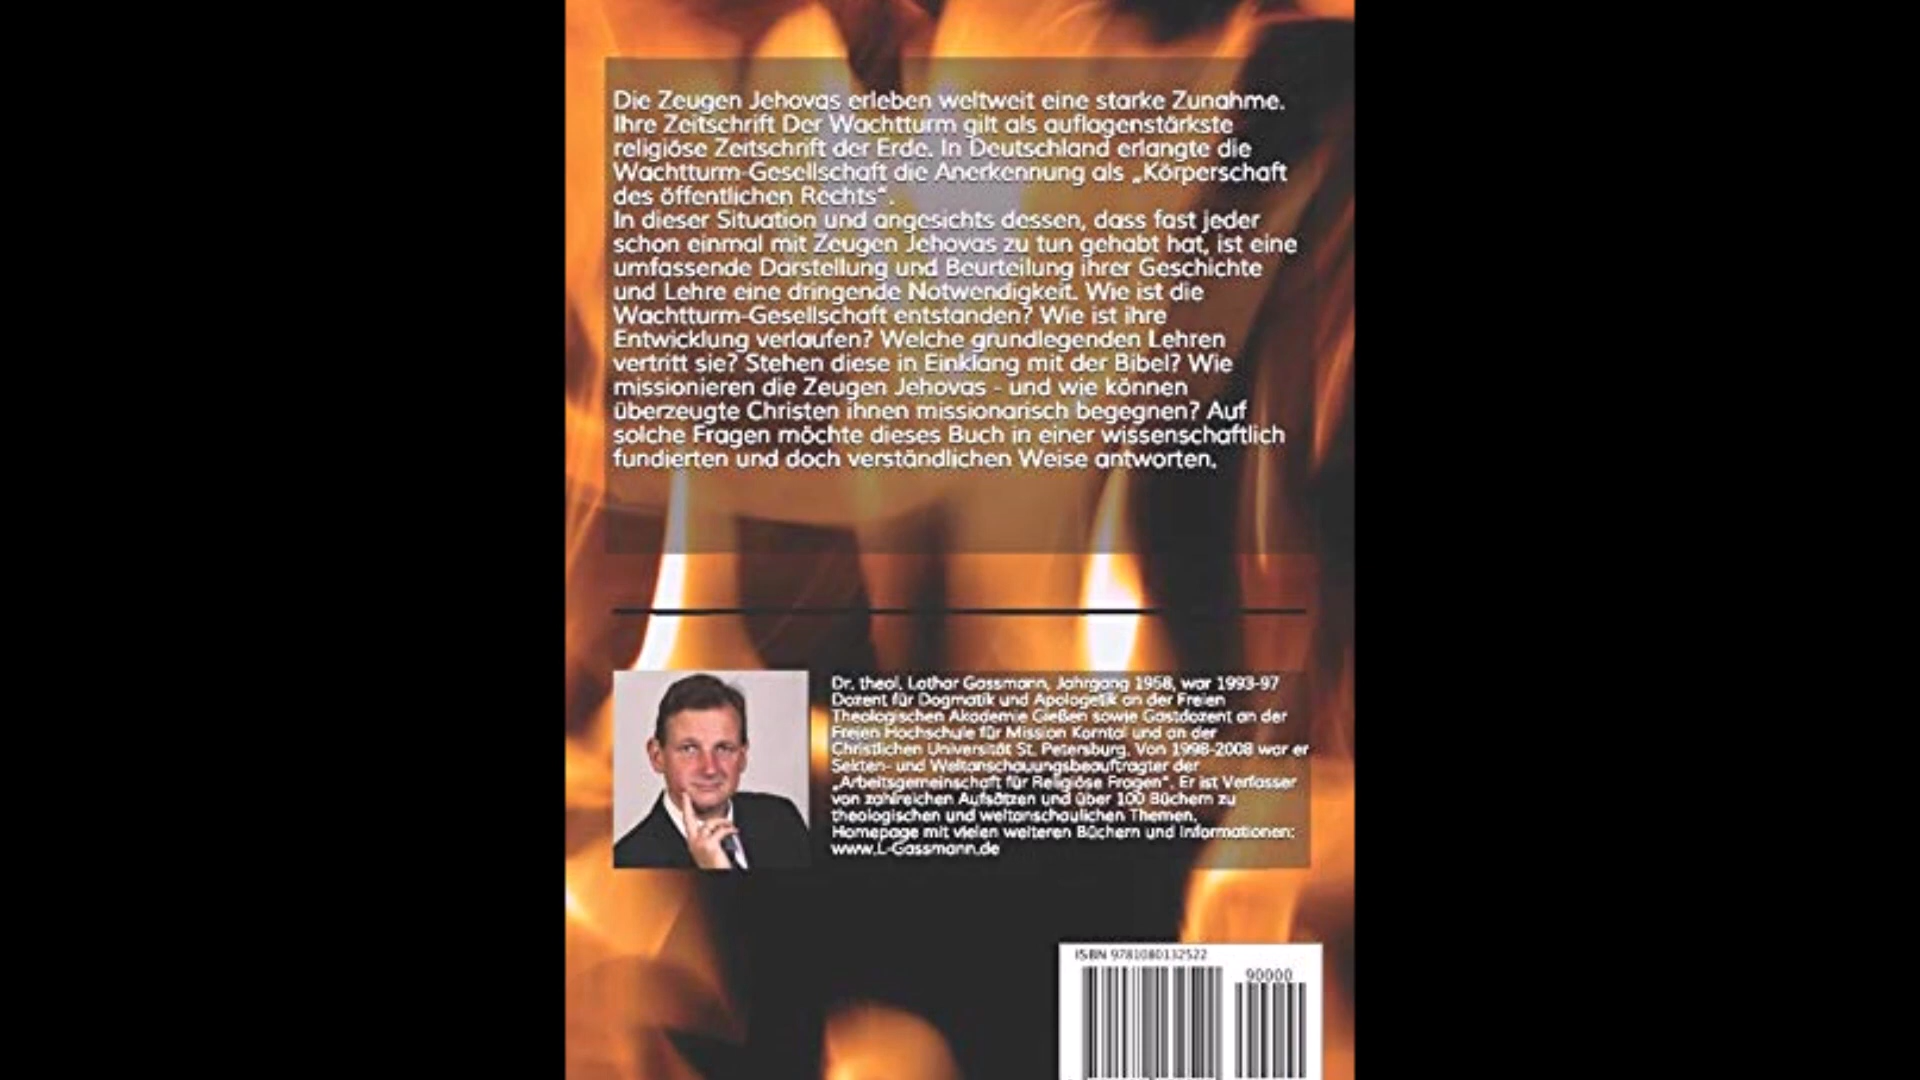 Die Zeugen Jehovas erleben weltweit eine starke Zunahme.
Ihre Zeitschrift Der Wachtturm gilt als auflagenstärkste
religiöse Zeitschrift der Erde. In Deutschland erlangte die
Wachtturm-Gesellschaft die Anerkennung als „Körperschaft
des öffentlichen Rechts“.
In dieser Situation und angesichts dessen, dass fast jeder
schon einmal mit Zeugen Jehovas zu tun gehabt hat, ist eine
umfassende Darstellung und Beurteilung ihrer Geschichte
und Lehre eine dringende Notwendigkeit. Wie ist die
Wachtturm-Gesellschaft entstanden? Wie ist ihre
Entwicklung verlaufen? Welche grundlegenden Lehren
vertritt sie? Stehen diese in Einklang mit der Bibel? Wie
missionieren die Zeugen Jehovas - und wie können
überzeugte Christen ihnen missionarisch begegnen? Auf
solche Fragen möchte dieses Buch in einer wissenschaftlich
fundierten und doch verständlichen Weise antworten.
Dr. theol. Lothar Gassmann, Jahrgang 1958, war 1993-97
Dozent für Dogmatik und Apologetik an der Freien
Theologischen Akademie Gießen sowie Gastdozent an der
Freien Hochschule für Mission Korntal und an der
Christlichen Universität St. Petersburg. Von 1998-2008 war er
Sekten- und Weltanschauungsbeauftragter der
„Arbeitsgemeinschaft für Religiöse Fragen“. Er ist Verfasser
von zahlreichen Aufsätzen und über 100 Büchern zu
theologischen und weltanschaulichen Themen.
Homepage mit vielen weiteren Büchern und Informationen:
www.L-Gassmann.de
ISBN 9781080132522
90000